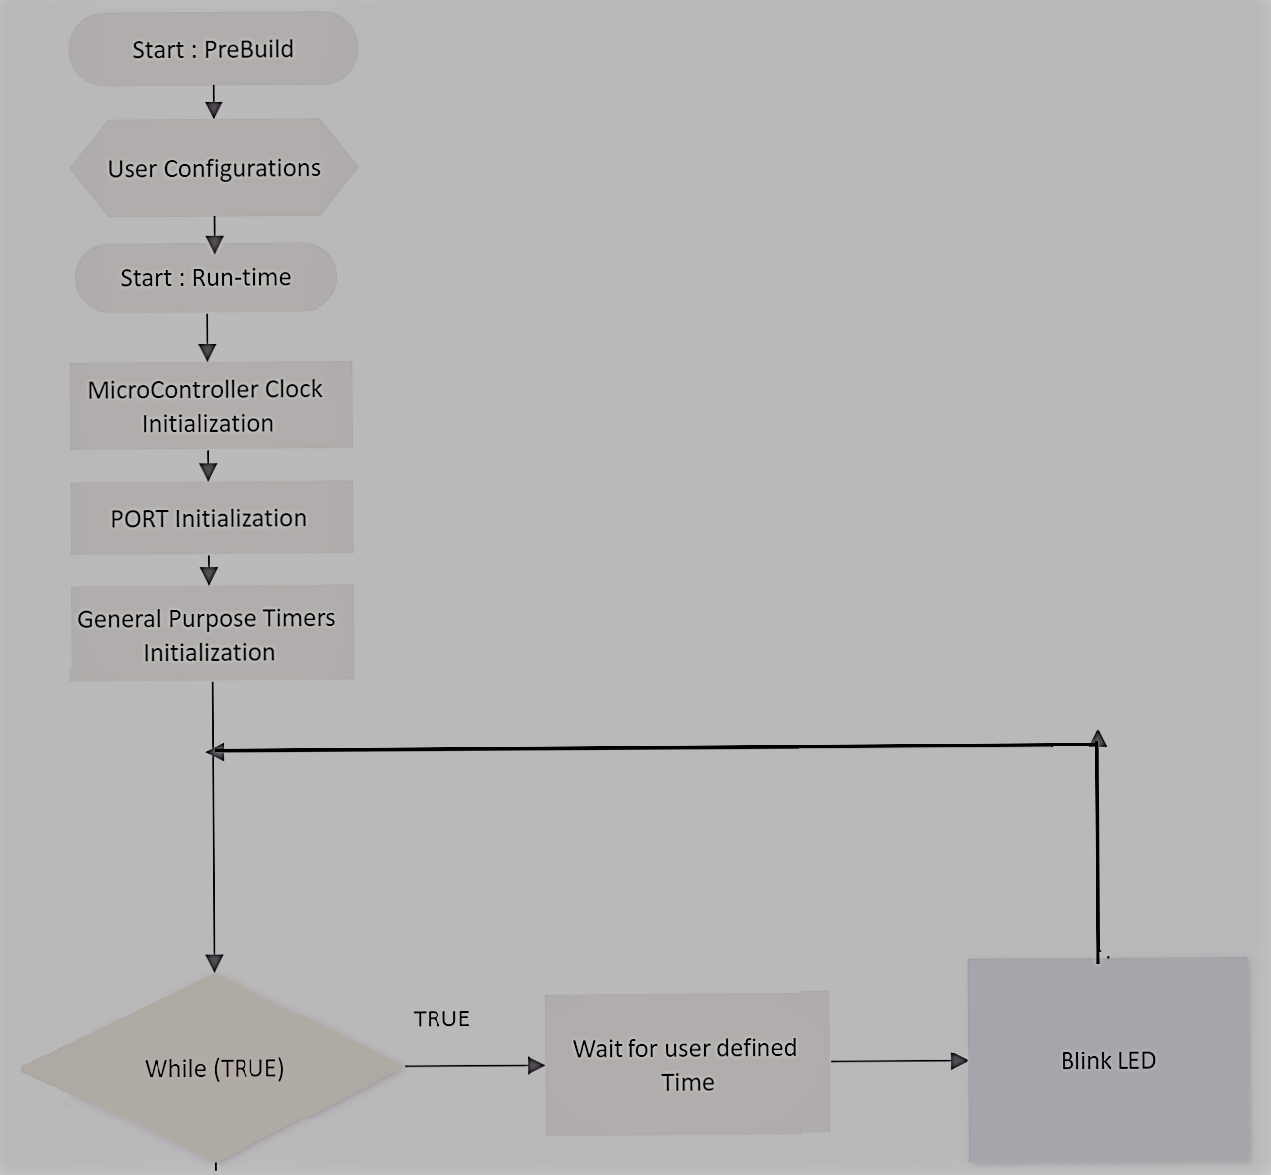 Start : PreBuild
User Configurations
Start : Run-time
MicroController Clock
Initialization
PORT Initialization
General Purpose Timers
Initialization
While (TRUE)
TRUE
Wait for user defined
Time
Blink LED